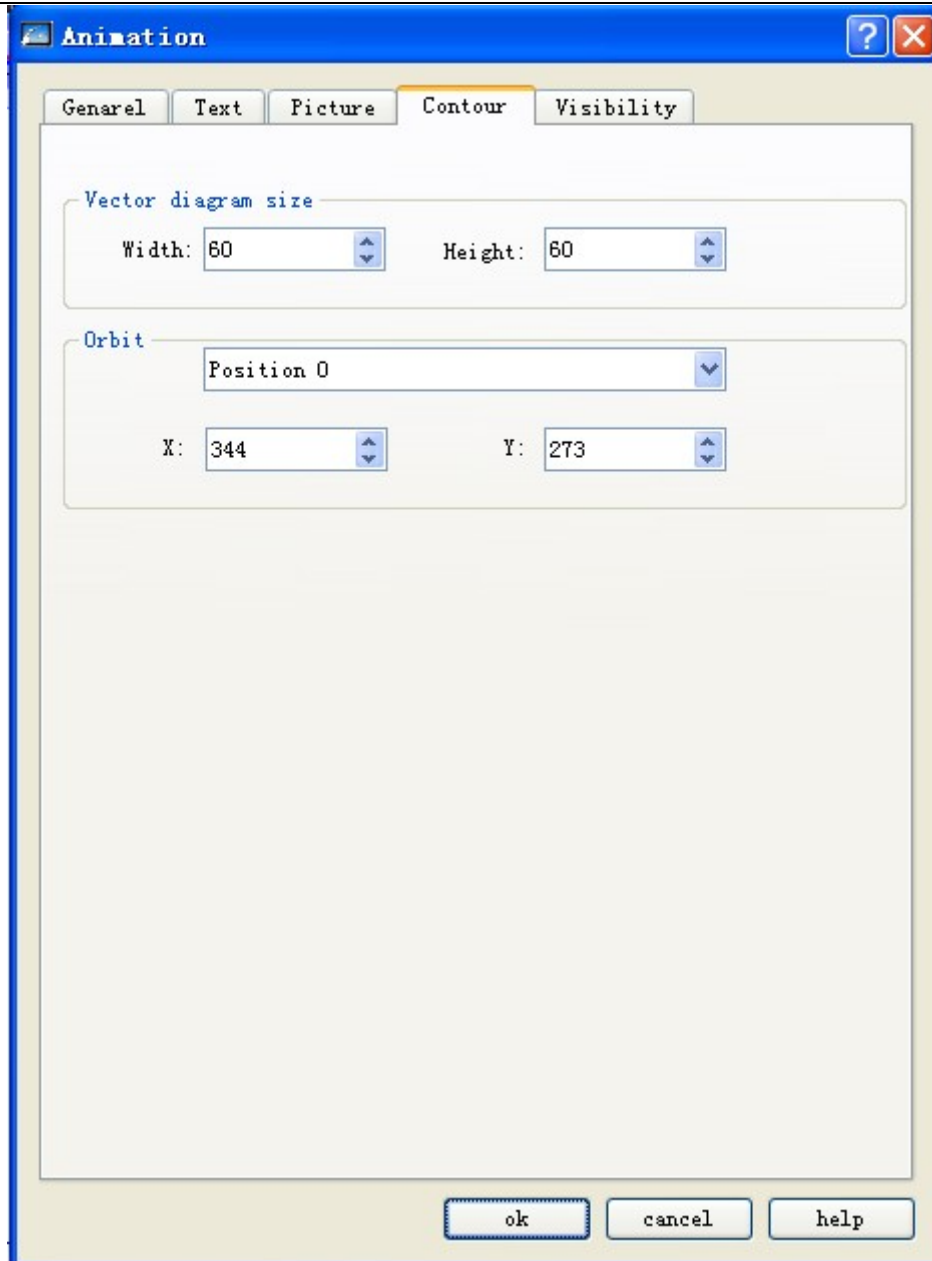 Animation
Genarel Text Picture Contour Visibility
Vector diagram size
Width: 60 Height: 60
Orbit
Position 0
X: 344 Y: 273
ok cancel help